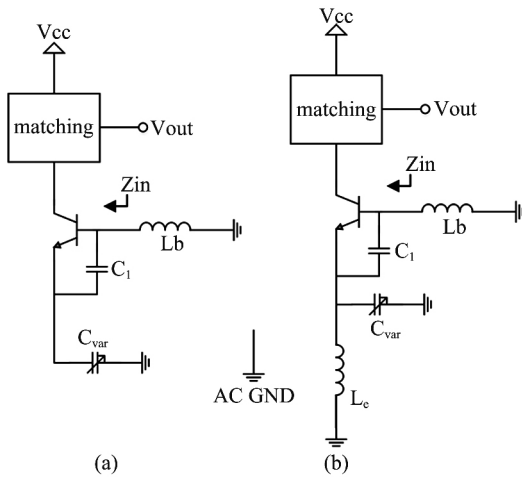 Vcc
matching
Vout
Zin
Lb
C₁
Cvar
(a)
AC GND
Vcc
matching
Vout
Zin
Lb
C₁
Cvar
Le
(b)